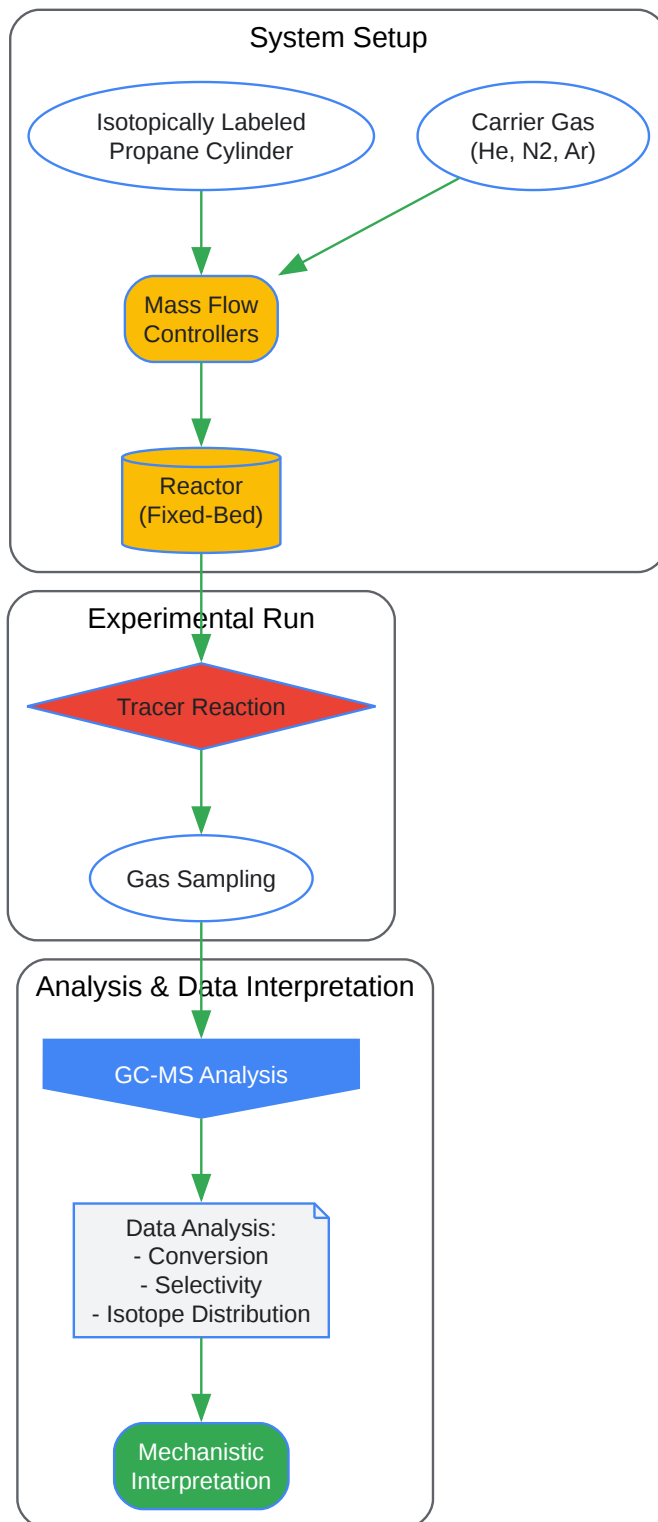 System Setup
Isotopically Labeled
Propane Cylinder
Carrier Gas
(He, N2, Ar)
Mass Flow
Controllers
Reactor
(Fixed-Bed)
Experimental Run
Tracer Reaction
Gas Sampling
Analysis & Data Interpretation
GC-MS Analysis
Data Analysis:
- Conversion
- Selectivity
- Isotope Distribution
Mechanistic
Interpretation